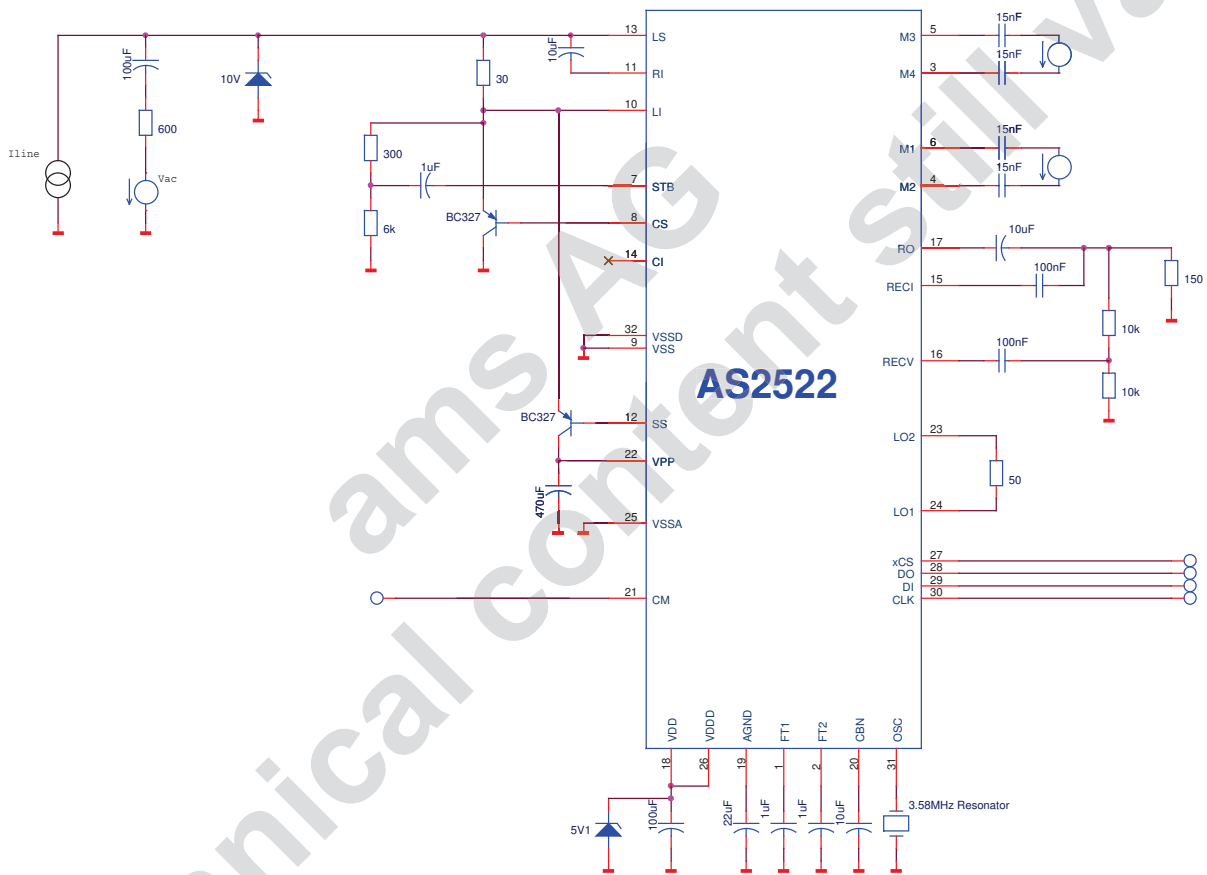 13
LS
M3
5
15nF
100uF
10V
10uF
30
11
RI
M4
3
15nF
10
LI
600
Iline
300
1uF
M1
6
15nF
Vac
7
STB
M2
4
15nF
BC327
8
CS
6k
14
CI
RO
17
10uF
RECI
15
100nF
150
32
VSSD
9
VSS
10k
RECV
16
100nF
AS2522
10k
BC327
12
SS
LO2
23
22
VPP
470uF
50
25
VSSA
LO1
24
xCS
27
DO
28
DI
29
CLK
30
21
CM
VDD
VDDD
AGND
FT1
FT2
CBN
OSC
18
26
19
1
2
20
31
5V1
100uF
22uF
1uF
1uF
10uF
3.58MHz Resonator
ams AG
nical content still va